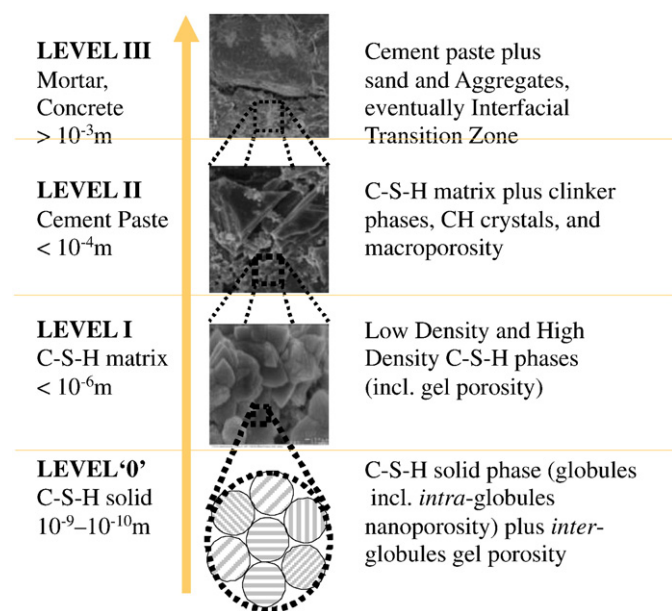 LEVEL III
Mortar,
Concrete
> 10⁻³m
Cement paste plus
sand and Aggregates,
eventually Interfacial
Transition Zone
LEVEL II
Cement Paste
< 10⁻⁴m
C-S-H matrix plus clinker
phases, CH crystals, and
macroporosity
LEVEL I
C-S-H matrix
< 10⁻⁶m
Low Density and High
Density C-S-H phases
(incl. gel porosity)
LEVEL‘0’
C-S-H solid
10⁻⁹–10⁻¹⁰m
C-S-H solid phase (globules
incl. intra-globules
nanoporosity) plus inter-
globules gel porosity